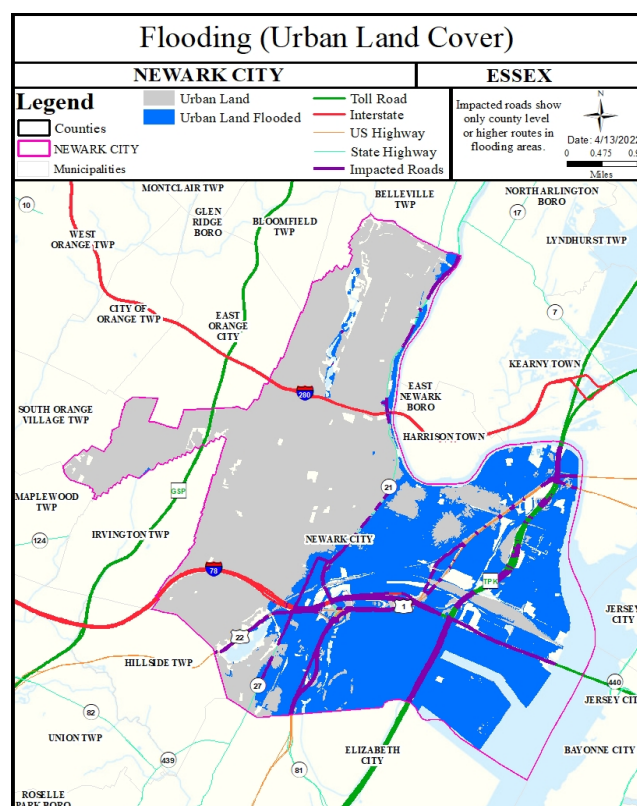 Flooding (Urban Land Cover)
NEWARK CITY
ESSEX
Legend
Counties
NEWARK CITY
Municipalities
Urban Land
Urban Land Flooded
Toll Road
Interstate
US Highway
State Highway
Impacted Roads
Impacted roads show
only county level
or higher routes in
flooding areas.
N
Date: 4/13/2022
0 0.475 0.9
Miles
MONTCLAIR TWP
BELLEVILLE
TWP
NORTH ARLINGTON
BORO
10
GLEN
RIDGE
BORO
BLOOMFIELD
TWP
17
WEST
ORANGE TWP
LYNDHURST TWP
CITY OF
ORANGE TWP
EAST
ORANGE
CITY
7
KEARNY TOWN
280
EAST
NEWARK
BORO
SOUTH ORANGE
VILLAGE TWP
HARRISON TOWN
21
GSP
MAPLEWOOD
TWP
IRVINGTON TWP
124
NEWARK CITY
78
TPK
1
JERSEY
CITY
22
HILLSIDE TWP
27
440
JERSEY CIT
82
UNION TWP
439
ELIZABETH
CITY
81
BAYONNE CITY
ROSELLE
PARK BORO